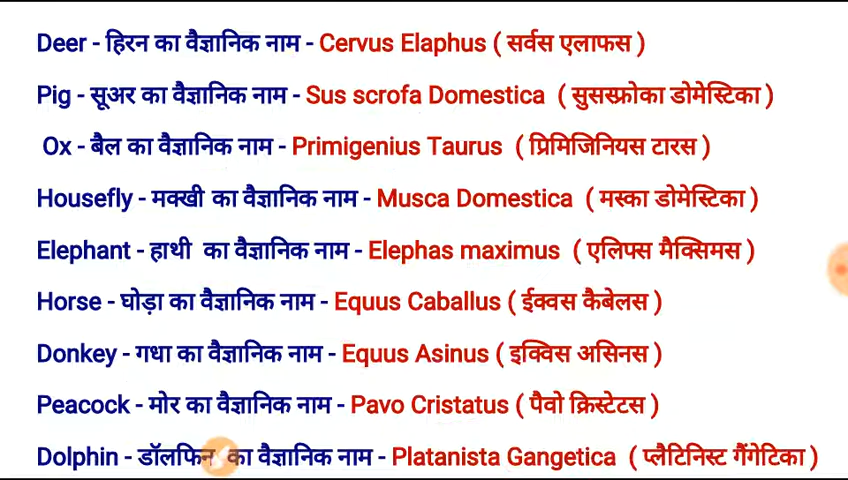 Deer - हिरन का वैज्ञानिक नाम - Cervus Elaphus ( सर्वस एलाफस )
Pig - सूअर का वैज्ञानिक नाम - Sus scrofa Domestica ( सुसस्फ्रोका डोमेस्टिका )
Ox - बैल का वैज्ञानिक नाम - Primigenius Taurus ( प्रिमिजिनियस टारस )
Housefly - मक्खी का वैज्ञानिक नाम - Musca Domestica ( मस्का डोमेस्टिका )
Elephant - हाथी का वैज्ञानिक नाम - Elephas maximus ( एलिफ्स मैक्सिमस )
Horse - घोड़ा का वैज्ञानिक नाम - Equus Caballus ( ईक्वस कैबेलस )
Donkey - गधा का वैज्ञानिक नाम - Equus Asinus ( इक्विस असिनस )
Peacock - मोर का वैज्ञानिक नाम - Pavo Cristatus ( पैवो क्रिस्टेटस )
Dolphin - डॉलफिन का वैज्ञानिक नाम - Platanista Gangetica ( प्लैटिनिस्ट गैंगेटिका )